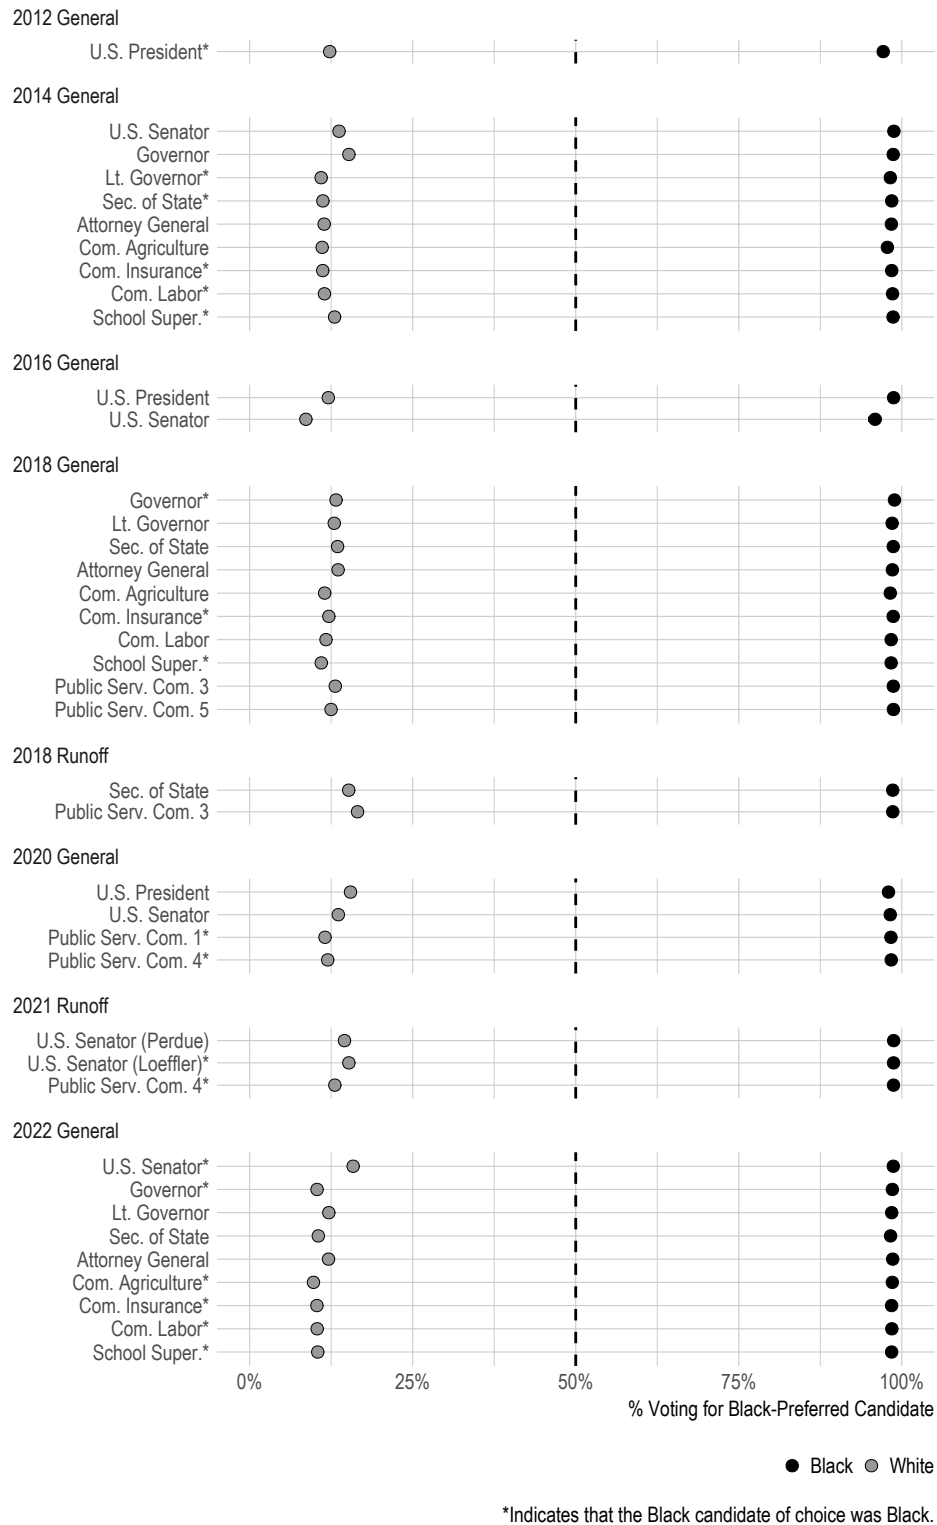 2012 General
U.S. President*
2014 General
U.S. Senator
Governor
Lt. Governor*
Sec. of State*
Attorney General
Com. Agriculture
Com. Insurance*
Com. Labor*
School Super.*
2016 General
U.S. President
U.S. Senator
2018 General
Governor*
Lt. Governor
Sec. of State
Attorney General
Com. Agriculture
Com. Insurance*
Com. Labor
School Super.*
Public Serv. Com. 3
Public Serv. Com. 5
2018 Runoff
Sec. of State
Public Serv. Com. 3
2020 General
U.S. President
U.S. Senator
Public Serv. Com. 1*
Public Serv. Com. 4*
2021 Runoff
U.S. Senator (Perdue)
U.S. Senator (Loeffler)*
Public Serv. Com. 4*
2022 General
U.S. Senator*
Governor*
Lt. Governor
Sec. of State
Attorney General
Com. Agriculture*
Com. Insurance*
Com. Labor*
School Super.*
0% 25% 50% 75% 100%
% Voting for Black-Preferred Candidate
Black White
*Indicates that the Black candidate of choice was Black.